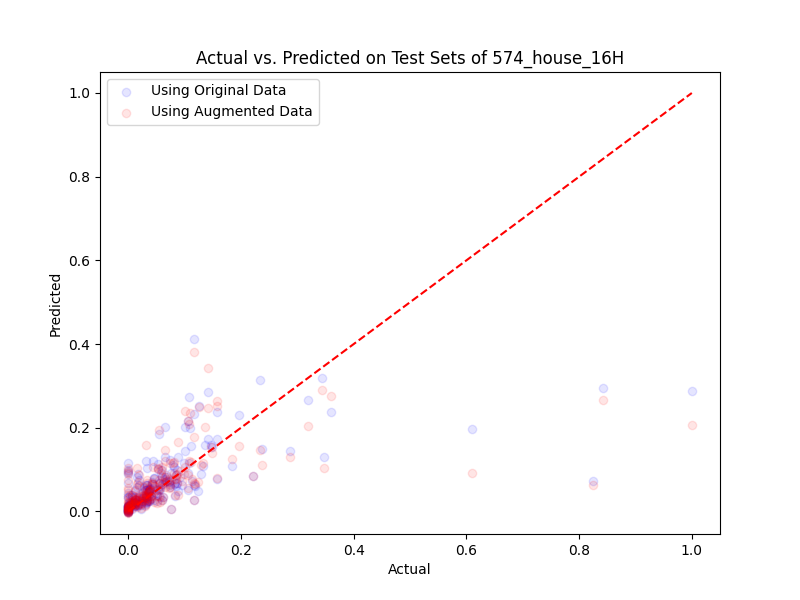 Actual vs. Predicted on Test Sets of 574_house_16H
Using Original Data
Using Augmented Data
1.0
0.8
0.6
0.4
0.2
0.0
Predicted
0.0 0.2 0.4 0.6 0.8 1.0
Actual